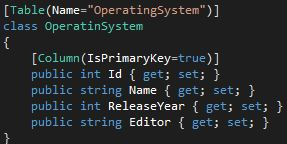 [Table(Name="OperatingSystem")]
class OperatinSystem
{
    [Column(IsPrimaryKey=true)]
    public int Id { get; set; }
    public string Name { get; set; }
    public int ReleaseYear { get; set; }
    public string Editor { get; set; }
}